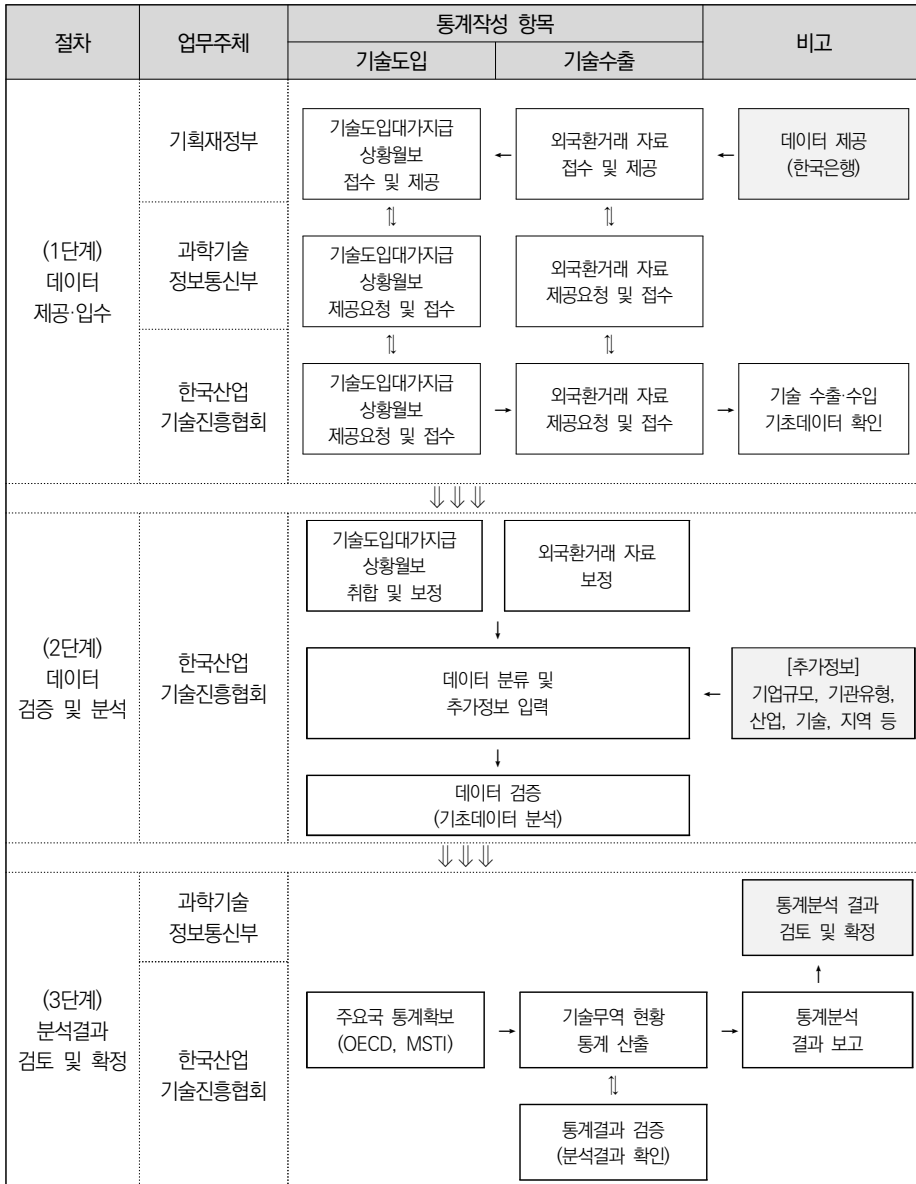 절차
업무주체
통계작성 항목
비고
기술도입
기술수출
(1단계)
데이터
제공·입수
기획재정부
기술도입대가지급
상황월보
접수 및 제공
←
외국환거래 자료
접수 및 제공
←
데이터 제공
(한국은행)
⇅
⇅
과학기술
정보통신부
기술도입대가지급
상황월보
제공요청 및 접수
외국환거래 자료
제공요청 및 접수
⇅
⇅
한국산업
기술진흥협회
기술도입대가지급
상황월보
제공요청 및 접수
→
외국환거래 자료
제공요청 및 접수
→
기술 수출·수입
기초데이터 확인
⇓⇓⇓
(2단계)
데이터
검증 및 분석
한국산업
기술진흥협회
기술도입대가지급
상황월보
취합 및 보정
외국환거래 자료
보정
↓
데이터 분류 및
추가정보 입력
←
[추가정보]
기업규모, 기관유형,
산업, 기술, 지역 등
↓
데이터 검증
(기초데이터 분석)
⇓⇓⇓
(3단계)
분석결과
검토 및 확정
과학기술
정보통신부
통계분석 결과
검토 및 확정
↑
한국산업
기술진흥협회
주요국 통계확보
(OECD, MSTI)
→
기술무역 현황
통계 산출
→
통계분석
결과 보고
⇅
통계결과 검증
(분석결과 확인)